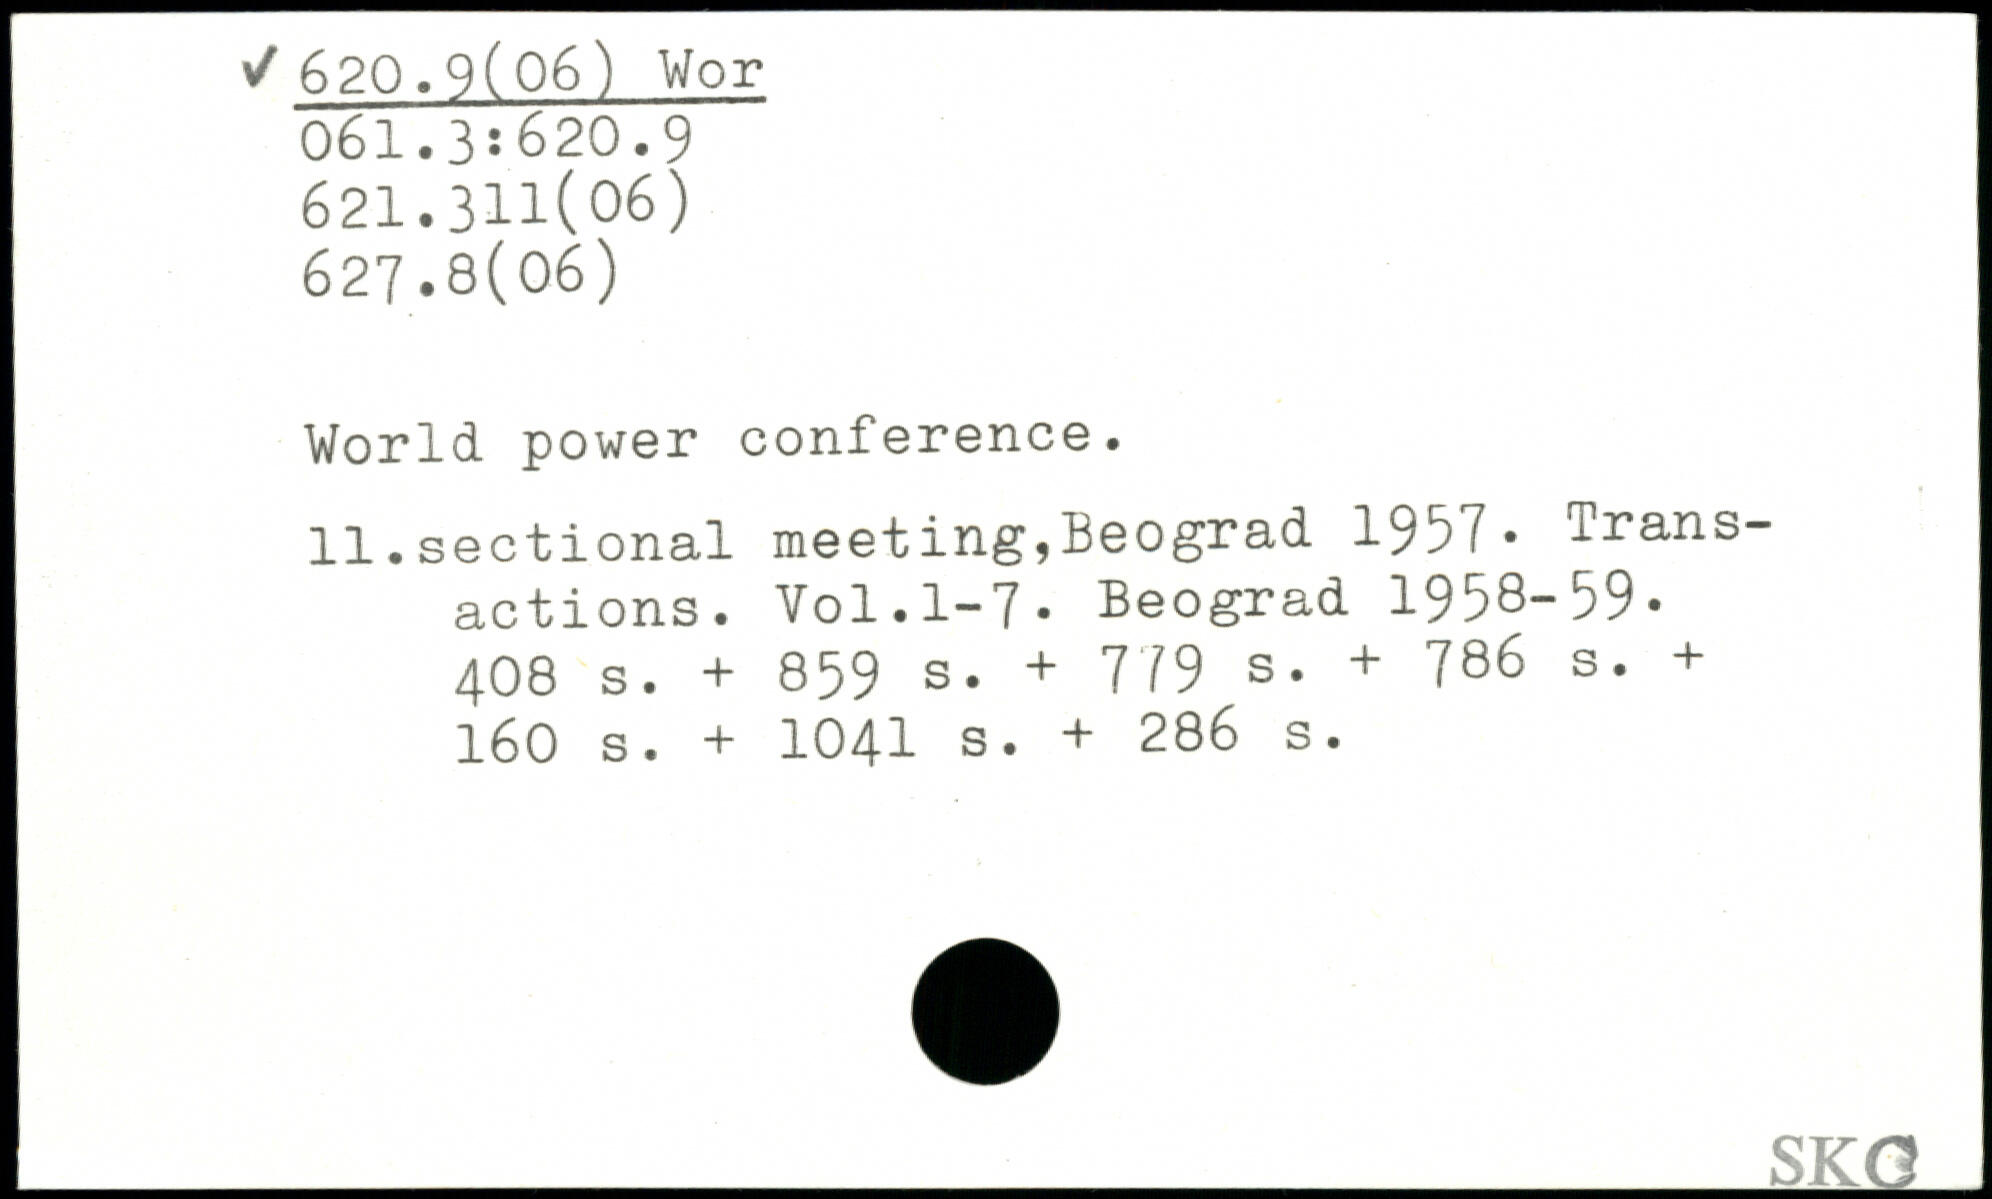 ✓ 620.9(06) Wor
061.3:620.9
621.311(06)
627.8(06)
World power conference.
11.sectional meeting,Beograd 1957. Trans-
actions. Vol.1-7. Beograd 1958-59.
408 s. + 859 s. + 779 s. + 786 s. +
160 s. + 1041 s. + 286 s.
SKC